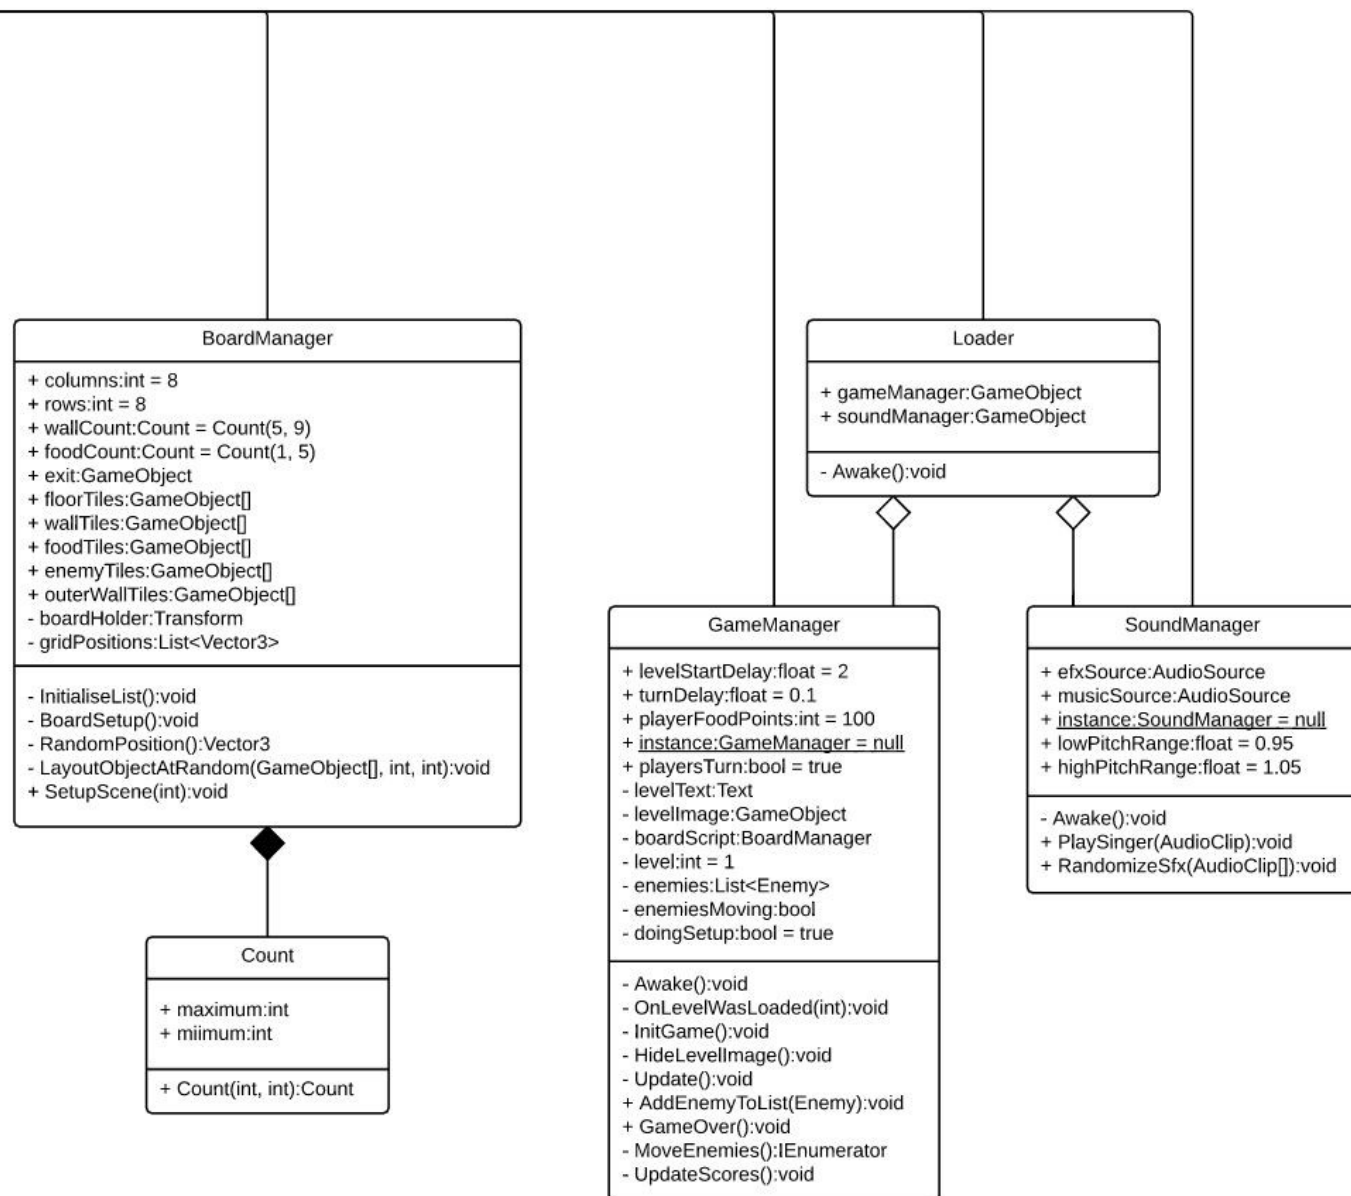 BoardManager
+ columns:int = 8
+ rows:int = 8
+ wallCount:Count = Count(5, 9)
+ foodCount:Count = Count(1, 5)
+ exit:GameObject
+ floorTiles:GameObject[]
+ wallTiles:GameObject[]
+ foodTiles:GameObject[]
+ enemyTiles:GameObject[]
+ outerWallTiles:GameObject[]
- boardHolder:Transform
- gridPositions:List<Vector3>
- InitialiseList():void
- BoardSetup():void
- RandomPosition():Vector3
- LayoutObjectAtRandom(GameObject[], int, int):void
+ SetupScene(int):void
Count
+ maximum:int
+ miimum:int
+ Count(int, int):Count
Loader
+ gameManager:GameObject
+ soundManager:GameObject
- Awake():void
GameManager
+ levelStartDelay:float = 2
+ turnDelay:float = 0.1
+ playerFoodPoints:int = 100
+ instance:GameManager = null
+ playersTurn:bool = true
- levelText:Text
- levelImage:GameObject
- boardScript:BoardManager
- level:int = 1
- enemies:List<Enemy>
- enemiesMoving:bool
- doingSetup:bool = true
- Awake():void
- OnLevelWasLoaded(int):void
- InitGame():void
- HideLevelImage():void
- Update():void
+ AddEnemyToList(Enemy):void
+ GameOver():void
- MoveEnemies():IEnumerator
- UpdateScores():void
SoundManager
+ efxSource:AudioSource
+ musicSource:AudioSource
+ instance:SoundManager = null
+ lowPitchRange:float = 0.95
+ highPitchRange:float = 1.05
- Awake():void
+ PlaySinger(AudioClip):void
+ RandomizeSfx(AudioClip[]):void